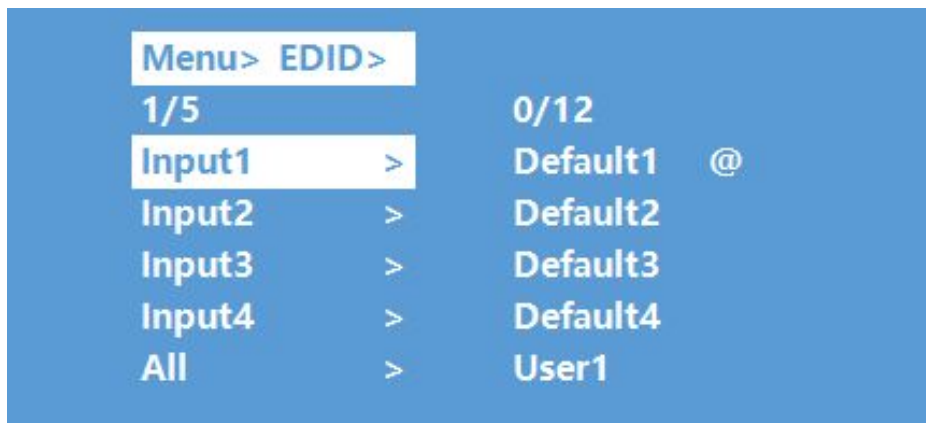 Menu> EDID>
1/5 0/12
Input1 > Default1 @
Input2 > Default2
Input3 > Default3
Input4 > Default4
All > User1